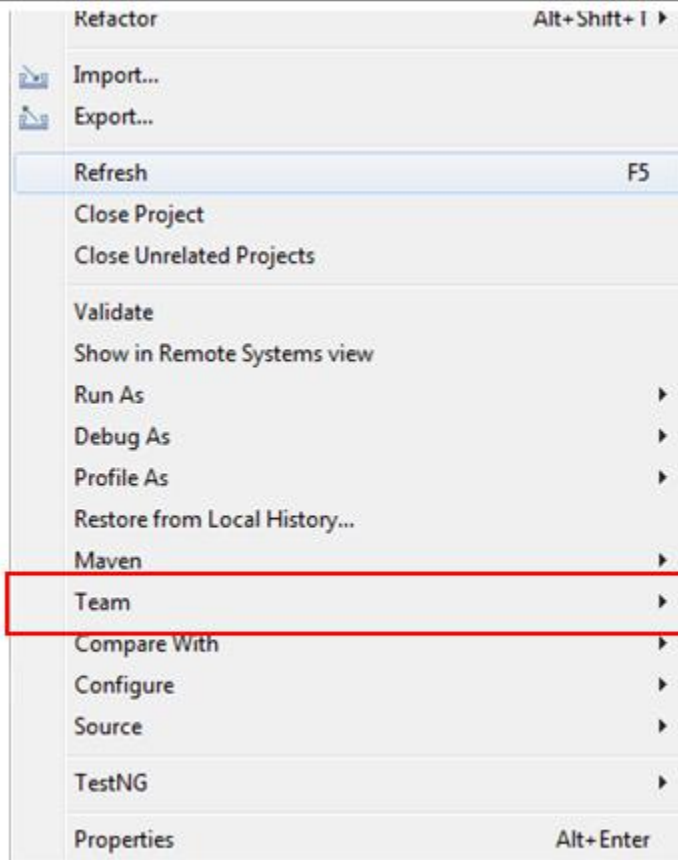 Refactor Alt+Shift+T
Import...
Export...
Refresh F5
Close Project
Close Unrelated Projects
Validate
Show in Remote Systems view
Run As
Debug As
Profile As
Restore from Local History...
Maven
Team
Compare With
Configure
Source
TestNG
Properties Alt+Enter